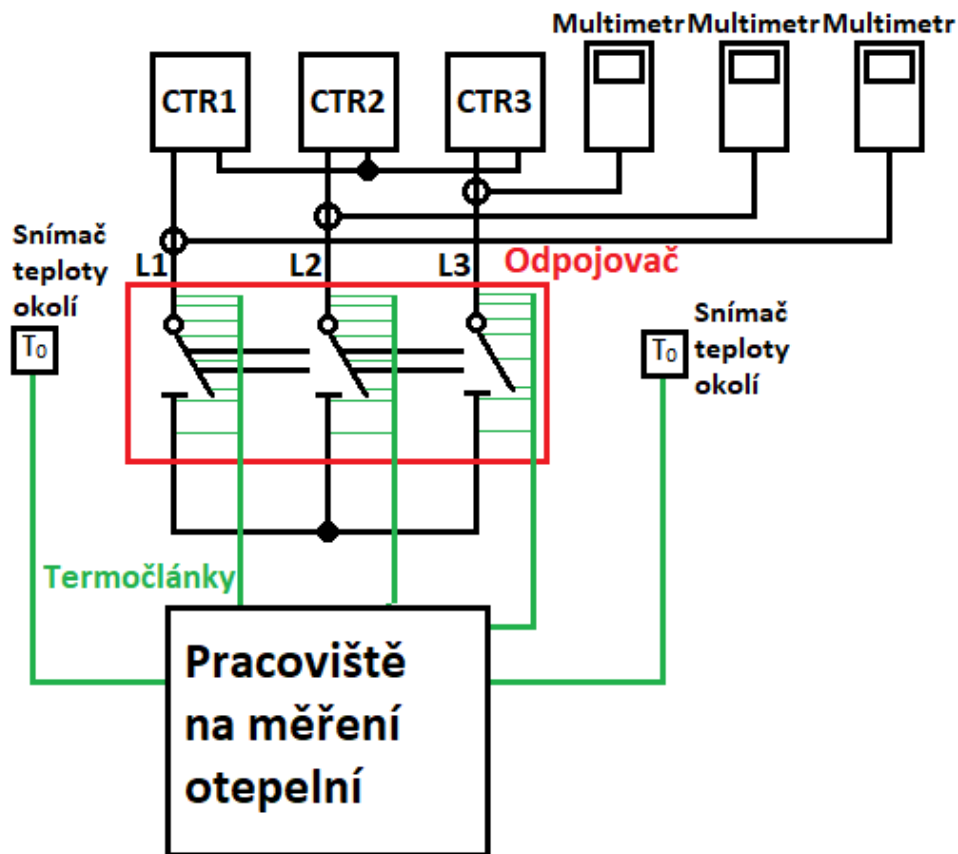 Multimetr Multimetr Multimetr
CTR1 CTR2 CTR3
Snímač
teploty
okolí
T₀
L1 L2 L3 Odpojovač
Snímač
teploty
okolí
T₀
Termočlánky
Pracoviště
na měření
otepelní